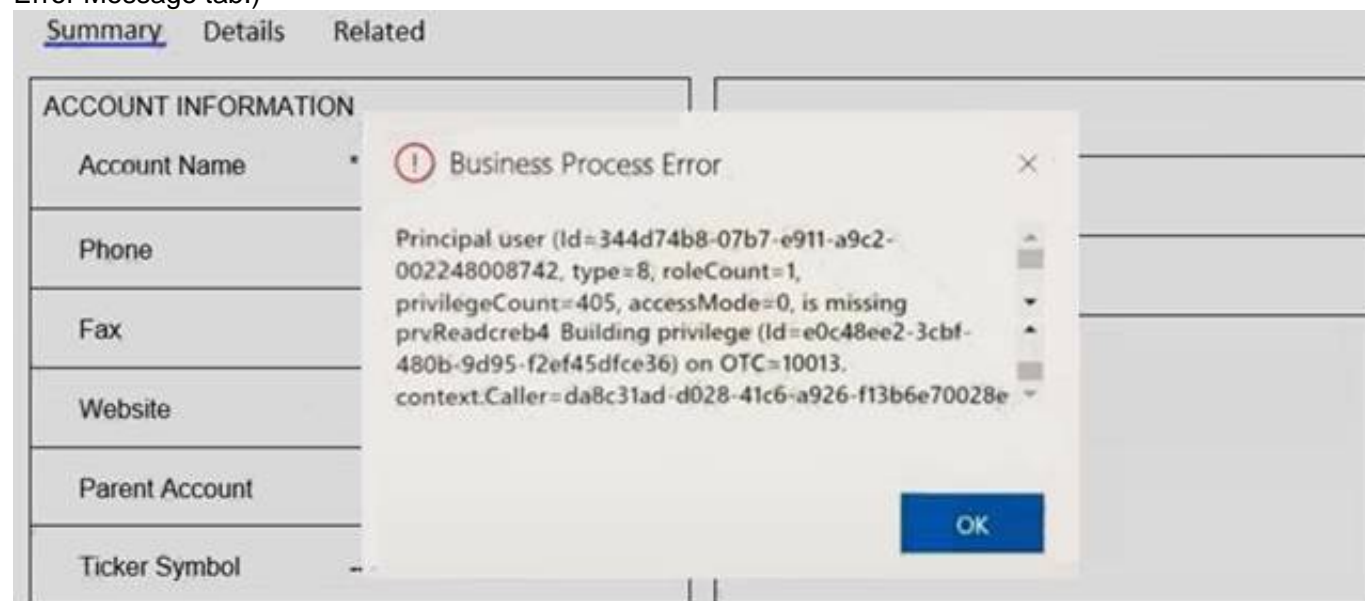 Error Message tab.)
Summary Details Related
ACCOUNT INFORMATION
Account Name *
Phone
Fax
Website
Parent Account
Ticker Symbol --
Business Process Error
Principal user (Id=344d74b8-07b7-e911-a9c2-
002248008742, type=8, roleCount=1,
privilegeCount=405, accessMode=0, is missing
prvReadcreb4 Building privilege (Id=e0c48ee2-3cbf-
480b-9d95-f2ef45dfce36) on OTC=10013.
context.Caller=da8c31ad-d028-41c6-a926-f13b6e70028e
OK